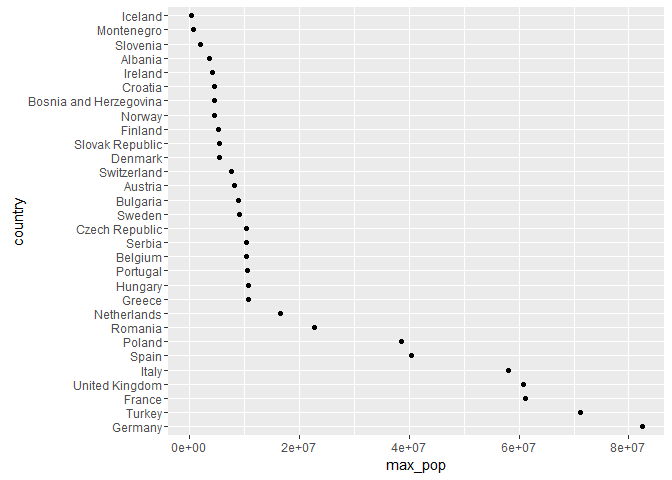 Iceland
Montenegro
Slovenia
Albania
Ireland
Croatia
Bosnia and Herzegovina
Norway
Finland
Slovak Republic
Denmark
Switzerland
Austria
Bulgaria
Sweden
Czech Republic
Serbia
Belgium
Portugal
Hungary
Greece
Netherlands
Romania
Poland
Spain
Italy
United Kingdom
France
Turkey
Germany
country
0e+00 2e+07 4e+07 6e+07 8e+07
max_pop